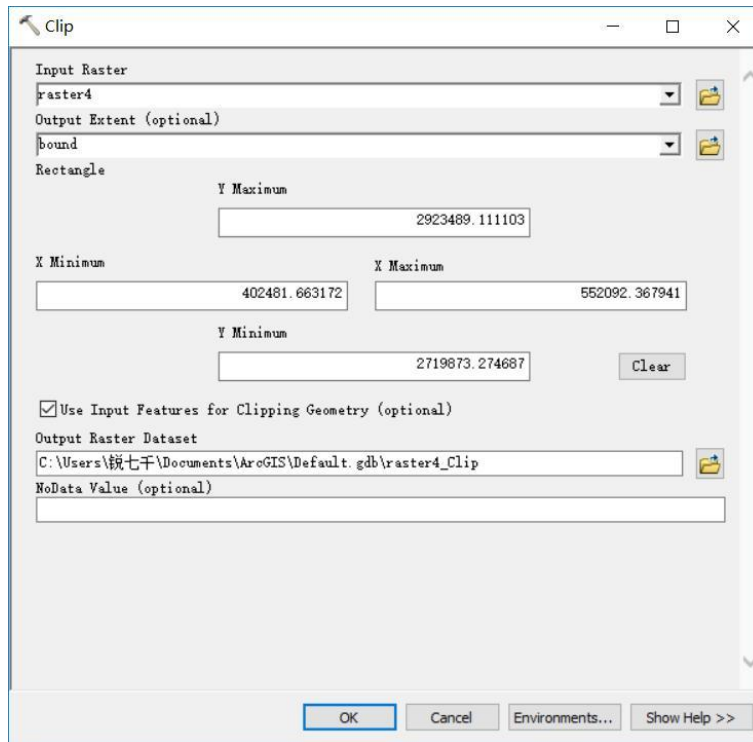 Clip
Input Raster
raster4
Output Extent (optional)
bound
Rectangle
Y Maximum
2923489.111103
X Minimum
X Maximum
402481.663172
552092.367941
Y Minimum
2719873.274687
Clear
Use Input Features for Clipping Geometry (optional)
Output Raster Dataset
C:\Users\锐七千\Documents\ArcGIS\Default.gdb\raster4_Clip
NoData Value (optional)
OK
Cancel
Environments...
Show Help >>